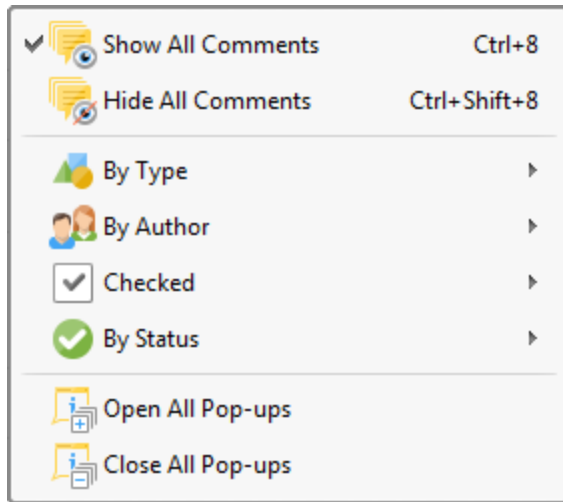 Show All Comments Ctrl+8
Hide All Comments Ctrl+Shift+8
By Type
By Author
Checked
By Status
Open All Pop-ups
Close All Pop-ups